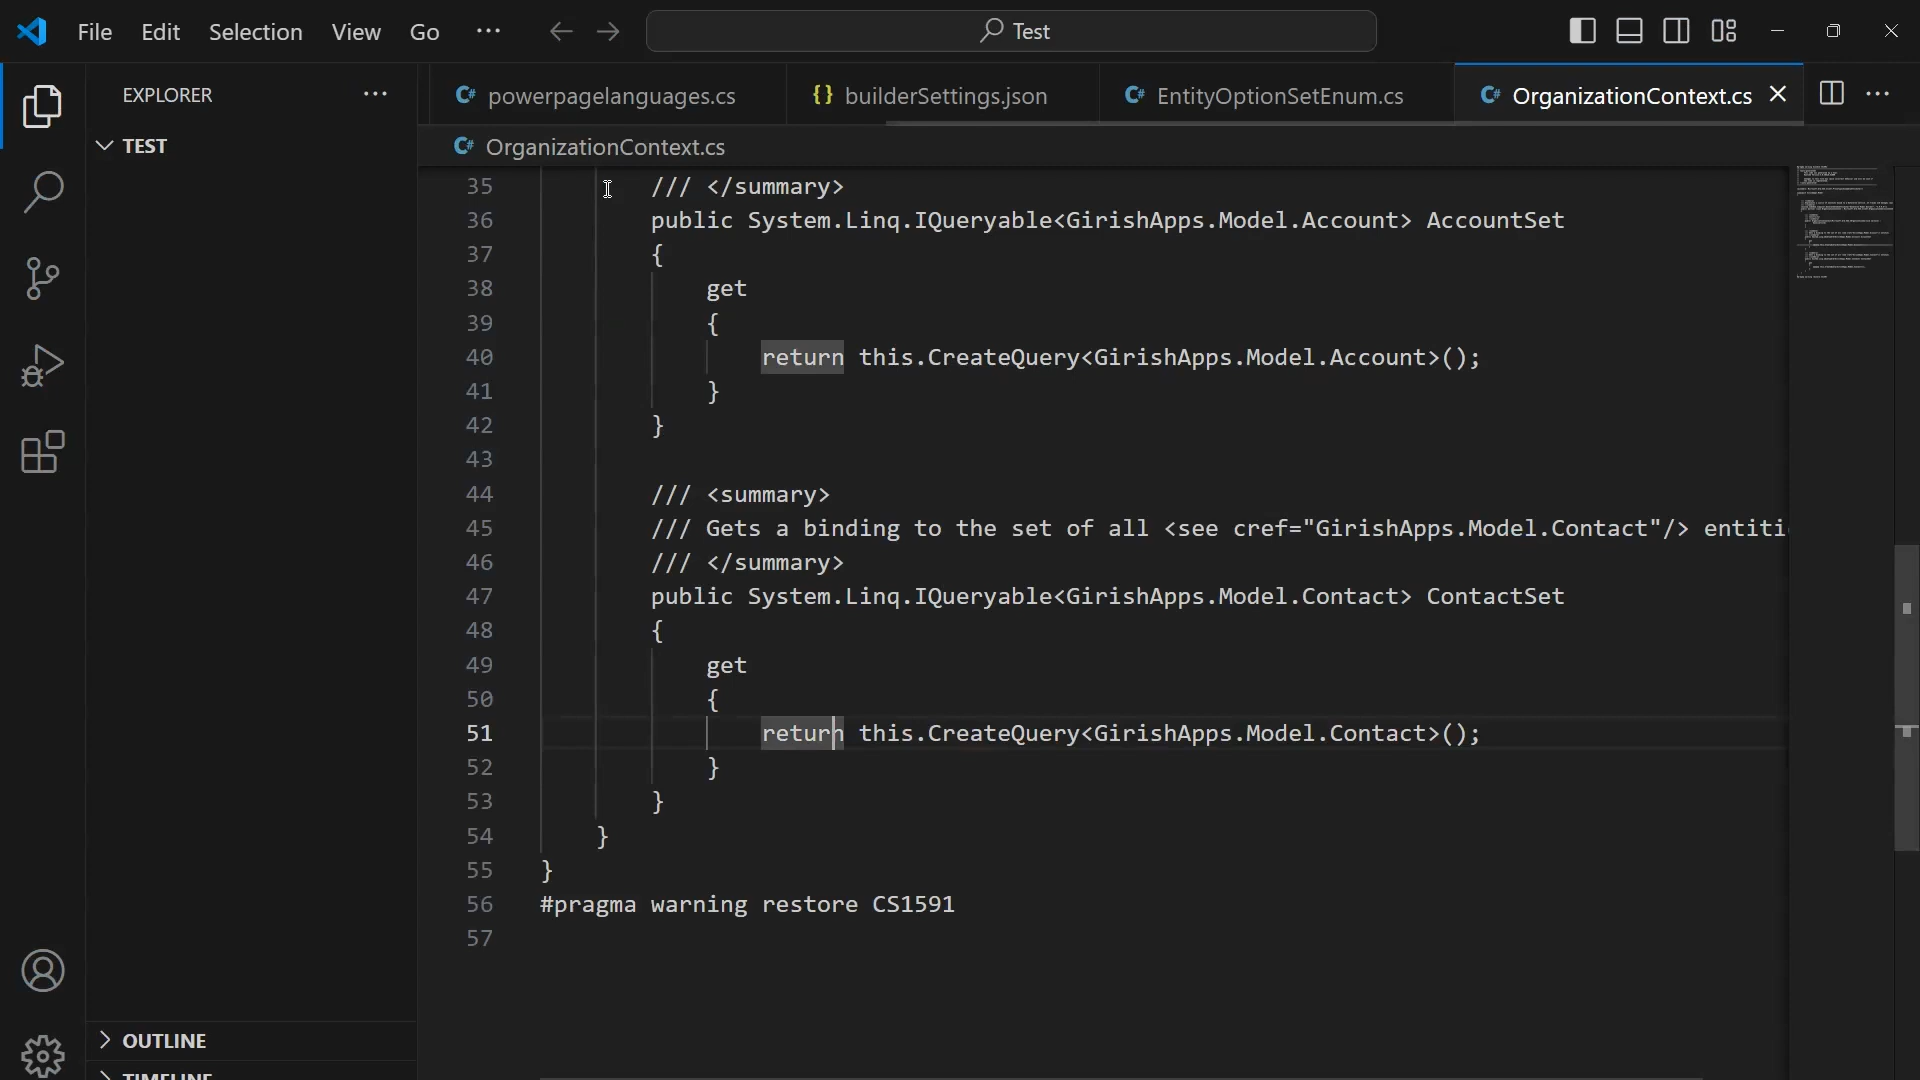 File Edit Selection View Go ··· Test
EXPLORER ···
TEST
OUTLINE
TIMELINE
powerpagelanguages.cs {} builderSettings.json EntityOptionSetEnum.cs OrganizationContext.cs
OrganizationContext.cs
35 /// </summary>
36 public System.Linq.IQueryable<GirishApps.Model.Account> AccountSet
37 {
38 get
39 {
40 return this.CreateQuery<GirishApps.Model.Account>();
41 }
42 }
43
44 /// <summary>
45 /// Gets a binding to the set of all <see cref="GirishApps.Model.Contact"/> entiti
46 /// </summary>
47 public System.Linq.IQueryable<GirishApps.Model.Contact> ContactSet
48 {
49 get
50 {
51 return this.CreateQuery<GirishApps.Model.Contact>();
52 }
53 }
54 }
55 }
56 #pragma warning restore CS1591
57